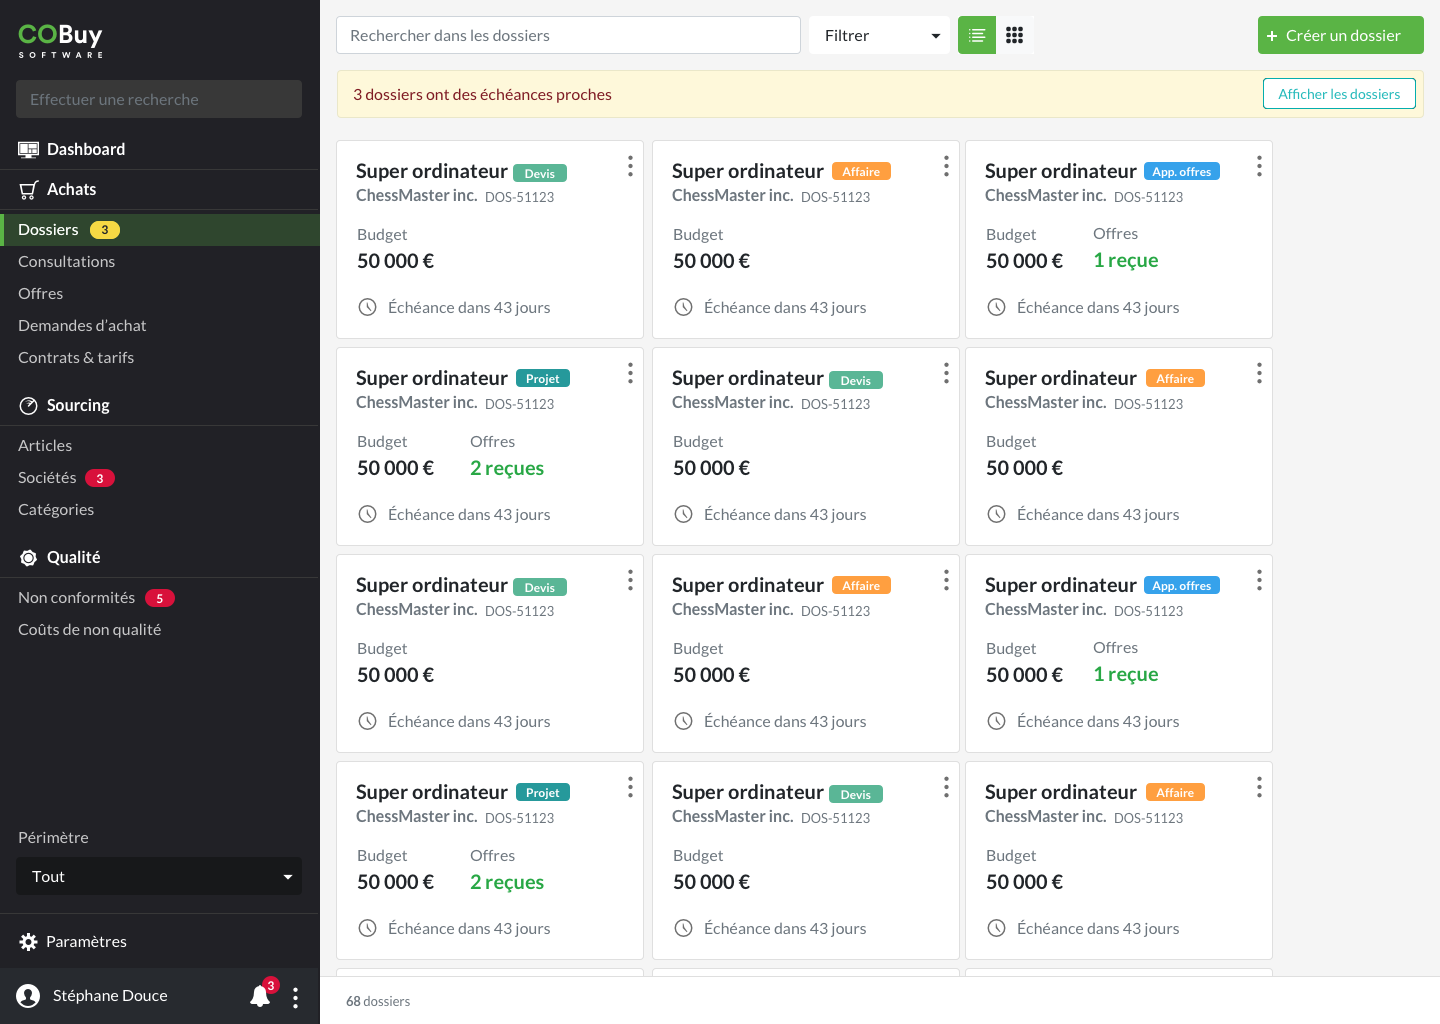 COBuy
SOFTWARE
Effectuer une recherche
Dashboard
Achats
Dossiers 3
Consultations
Offres
Demandes d’achat
Contrats & tarifs
Sourcing
Articles
Sociétés 3
Catégories
Qualité
Non conformités 5
Coûts de non qualité
Périmètre
Tout
Paramètres
Stéphane Douce 3
Rechercher dans les dossiers
Filtrer
+ Créer un dossier
3 dossiers ont des échéances proches
Afficher les dossiers
Super ordinateur Devis
ChessMaster inc. DOS-51123
Budget
50 000 €
Échéance dans 43 jours
Super ordinateur Affaire
ChessMaster inc. DOS-51123
Budget
50 000 €
Échéance dans 43 jours
Super ordinateur App. offres
ChessMaster inc. DOS-51123
Budget Offres
50 000 € 1 reçue
Échéance dans 43 jours
Super ordinateur Projet
ChessMaster inc. DOS-51123
Budget Offres
50 000 € 2 reçues
Échéance dans 43 jours
Super ordinateur Devis
ChessMaster inc. DOS-51123
Budget
50 000 €
Échéance dans 43 jours
Super ordinateur Affaire
ChessMaster inc. DOS-51123
Budget
50 000 €
Échéance dans 43 jours
Super ordinateur Devis
ChessMaster inc. DOS-51123
Budget
50 000 €
Échéance dans 43 jours
Super ordinateur Affaire
ChessMaster inc. DOS-51123
Budget
50 000 €
Échéance dans 43 jours
Super ordinateur App. offres
ChessMaster inc. DOS-51123
Budget Offres
50 000 € 1 reçue
Échéance dans 43 jours
Super ordinateur Projet
ChessMaster inc. DOS-51123
Budget Offres
50 000 € 2 reçues
Échéance dans 43 jours
Super ordinateur Devis
ChessMaster inc. DOS-51123
Budget
50 000 €
Échéance dans 43 jours
Super ordinateur Affaire
ChessMaster inc. DOS-51123
Budget
50 000 €
Échéance dans 43 jours
68 dossiers